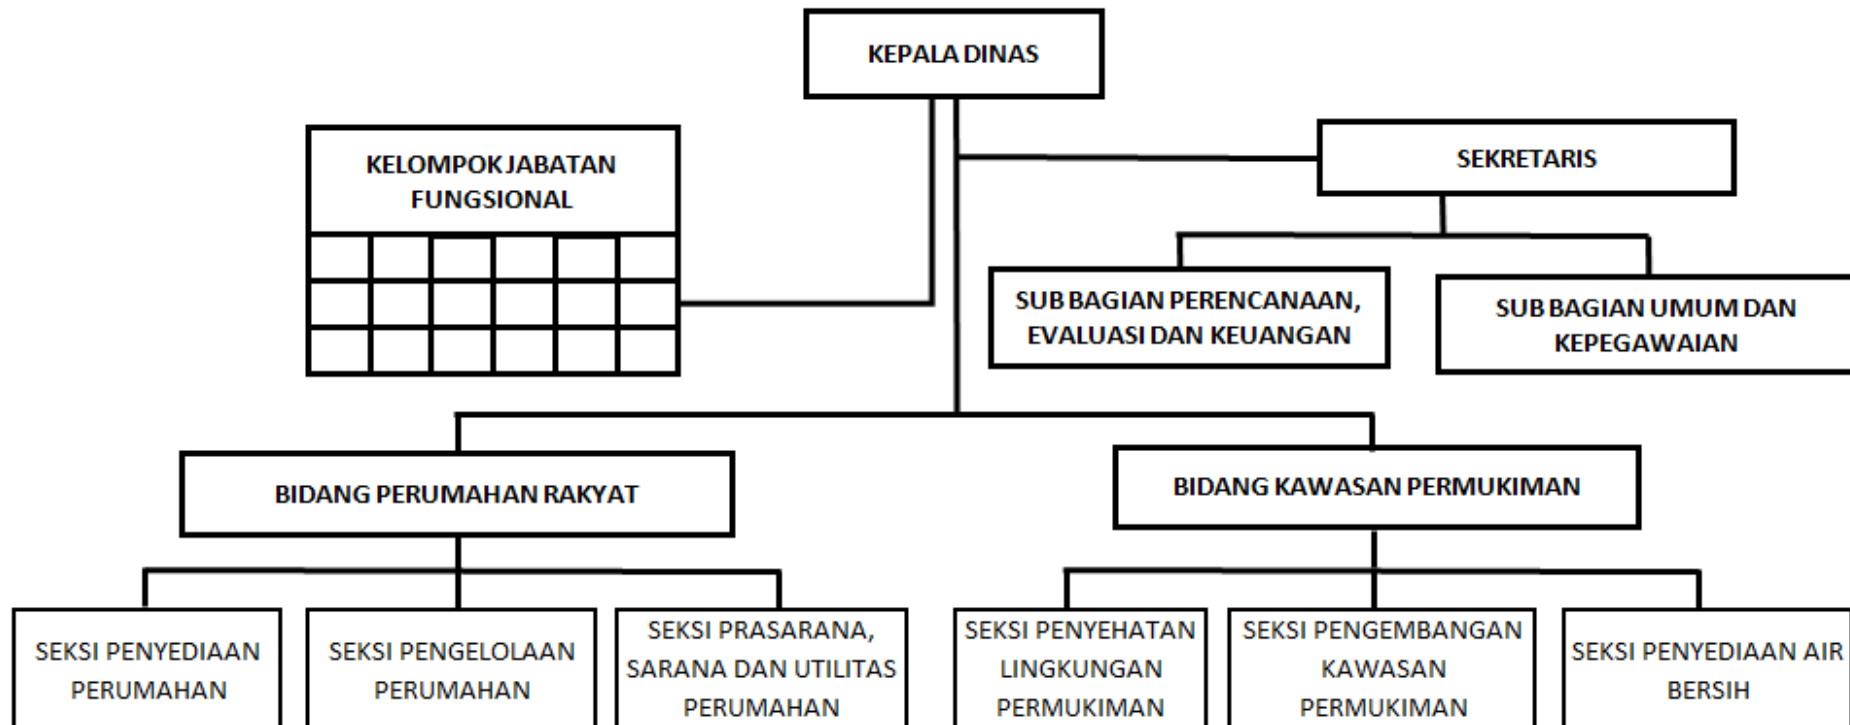 KEPALA DINAS
KELOMPOK JABATAN
FUNGSIONAL
SEKRETARIS
SUB BAGIAN PERENCANAAN,
EVALUASI DAN KEUANGAN
SUB BAGIAN UMUM DAN
KEPEGAWAIAN
BIDANG PERUMAHAN RAKYAT
BIDANG KAWASAN PERMUKIMAN
SEKSI PENYEDIAAN
PERUMAHAN
SEKSI PENGELOLAAN
PERUMAHAN
SEKSI PRASARANA,
SARANA DAN UTILITAS
PERUMAHAN
SEKSI PENYEHATAN
LINGKUNGAN
PERMUKIMAN
SEKSI PENGEMBANGAN
KAWASAN
PERMUKIMAN
SEKSI PENYEDIAAN AIR
BERSIH